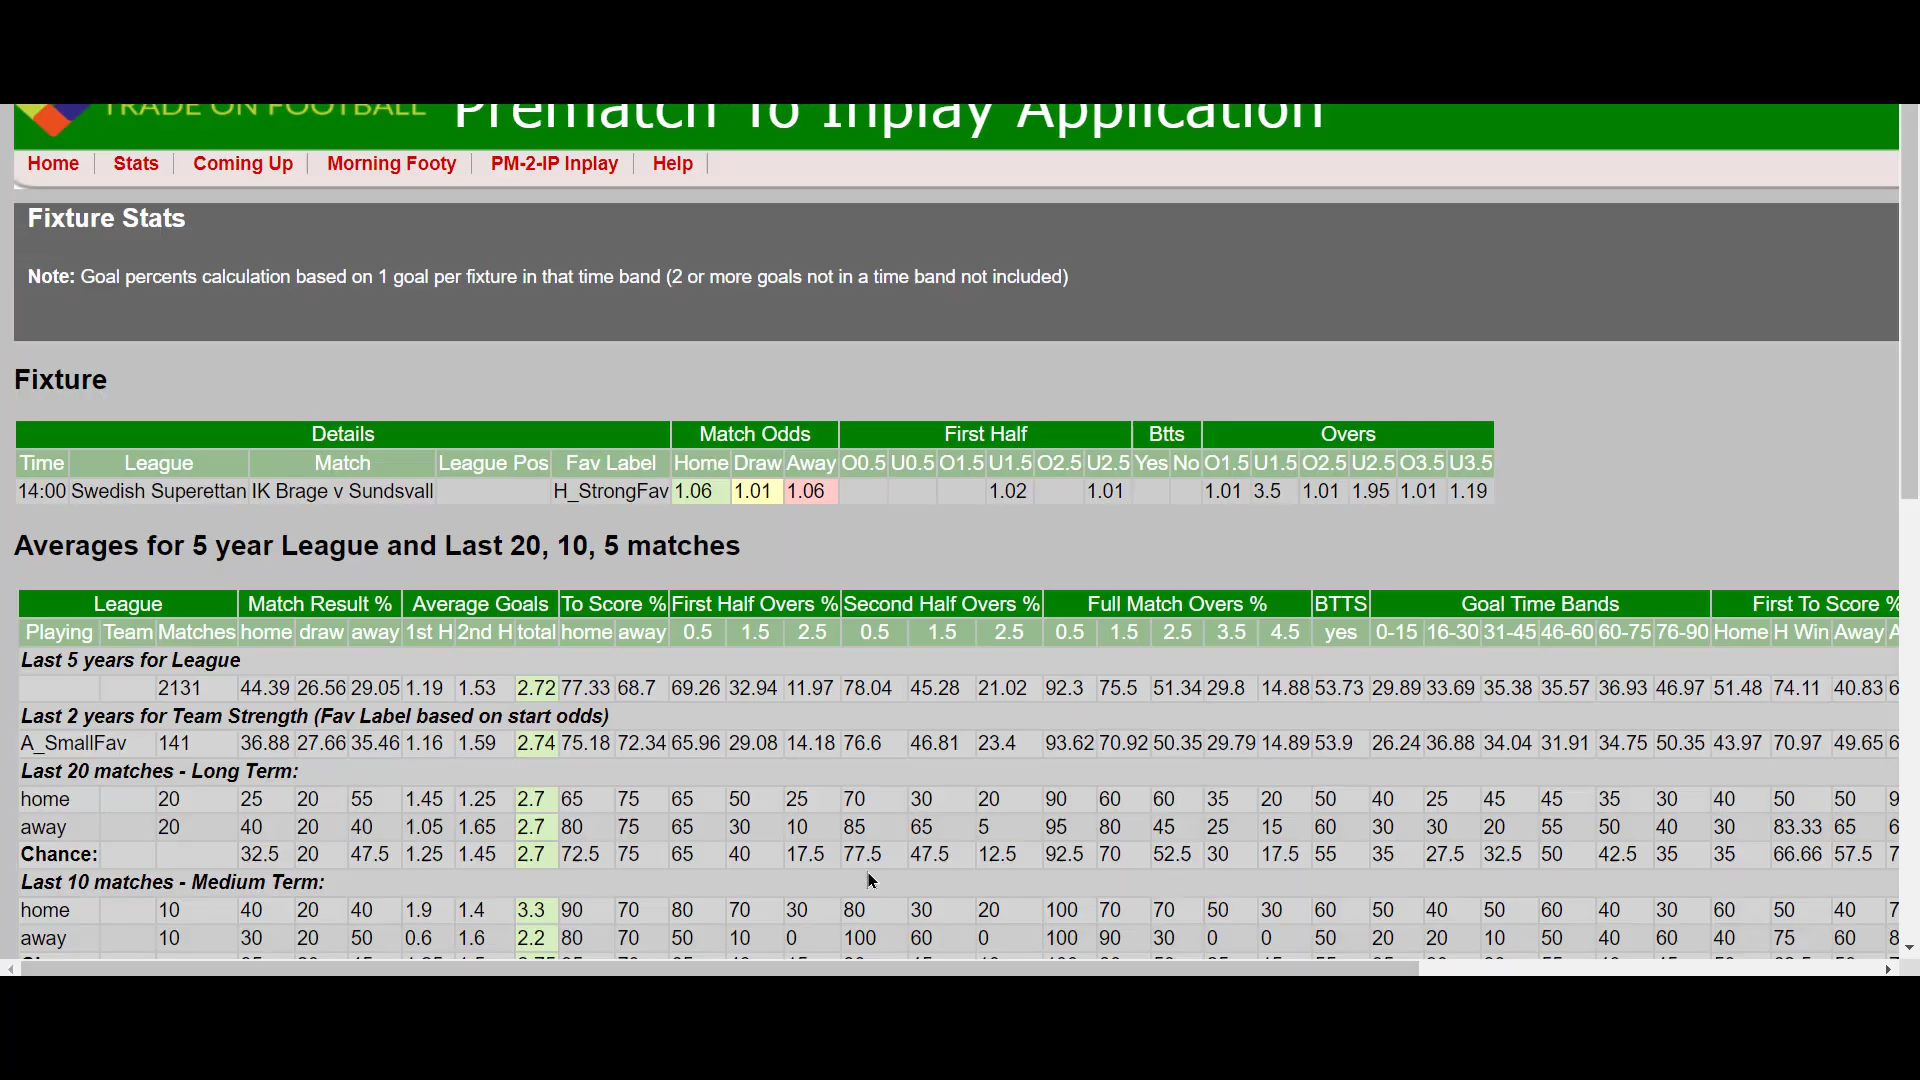 TRADE ON FOOTBALL Prematch To Inplay Application
Home Stats Coming Up Morning Footy PM-2-IP Inplay Help
Fixture Stats
Note: Goal percents calculation based on 1 goal per fixture in that time band (2 or more goals not in a time band not included)
Fixture
Details Match Odds First Half Btts Overs
Time League Match League Pos Fav Label Home Draw Away O0.5 U0.5 O1.5 U1.5 O2.5 U2.5 Yes No O1.5 U1.5 O2.5 U2.5 O3.5 U3.5
14:00 Swedish Superettan IK Brage v Sundsvall H_StrongFav 1.06 1.01 1.06 1.02 1.01 1.01 3.5 1.01 1.95 1.01 1.19
Averages for 5 year League and Last 20, 10, 5 matches
League Match Result % Average Goals To Score % First Half Overs % Second Half Overs % Full Match Overs % BTTS Goal Time Bands First To Score %
Playing Team Matches home draw away 1st H 2nd H total home away 0.5 1.5 2.5 0.5 1.5 2.5 0.5 1.5 2.5 3.5 4.5 yes 0-15 16-30 31-45 46-60 60-75 76-90 Home H Win Away A
Last 5 years for League
2131 44.39 26.56 29.05 1.19 1.53 2.72 77.33 68.7 69.26 32.94 11.97 78.04 45.28 21.02 92.3 75.5 51.34 29.8 14.88 53.73 29.89 33.69 35.38 35.57 36.93 46.97 51.48 74.11 40.83 6
Last 2 years for Team Strength (Fav Label based on start odds)
A_SmallFav 141 36.88 27.66 35.46 1.16 1.59 2.74 75.18 72.34 65.96 29.08 14.18 76.6 46.81 23.4 93.62 70.92 50.35 29.79 14.89 53.9 26.24 36.88 34.04 31.91 34.75 50.35 43.97 70.97 49.65 6
Last 20 matches - Long Term:
home 20 25 20 55 1.45 1.25 2.7 65 75 65 50 25 70 30 20 90 60 60 35 20 50 40 25 45 45 35 30 40 50 50 9
away 20 40 20 40 1.05 1.65 2.7 80 75 65 30 10 85 65 5 95 80 45 25 15 60 30 30 20 55 50 40 30 83.33 65 6
Chance: 32.5 20 47.5 1.25 1.45 2.7 72.5 75 65 40 17.5 77.5 47.5 12.5 92.5 70 52.5 30 17.5 55 35 27.5 32.5 50 42.5 35 35 66.66 57.5 7
Last 10 matches - Medium Term:
home 10 40 20 40 1.9 1.4 3.3 90 70 80 70 30 80 30 20 100 70 70 50 30 60 50 40 50 60 40 30 60 50 40 7
away 10 30 20 50 0.6 1.6 2.2 80 70 50 10 0 100 60 0 100 90 30 0 0 50 20 20 10 50 40 60 40 75 60 8